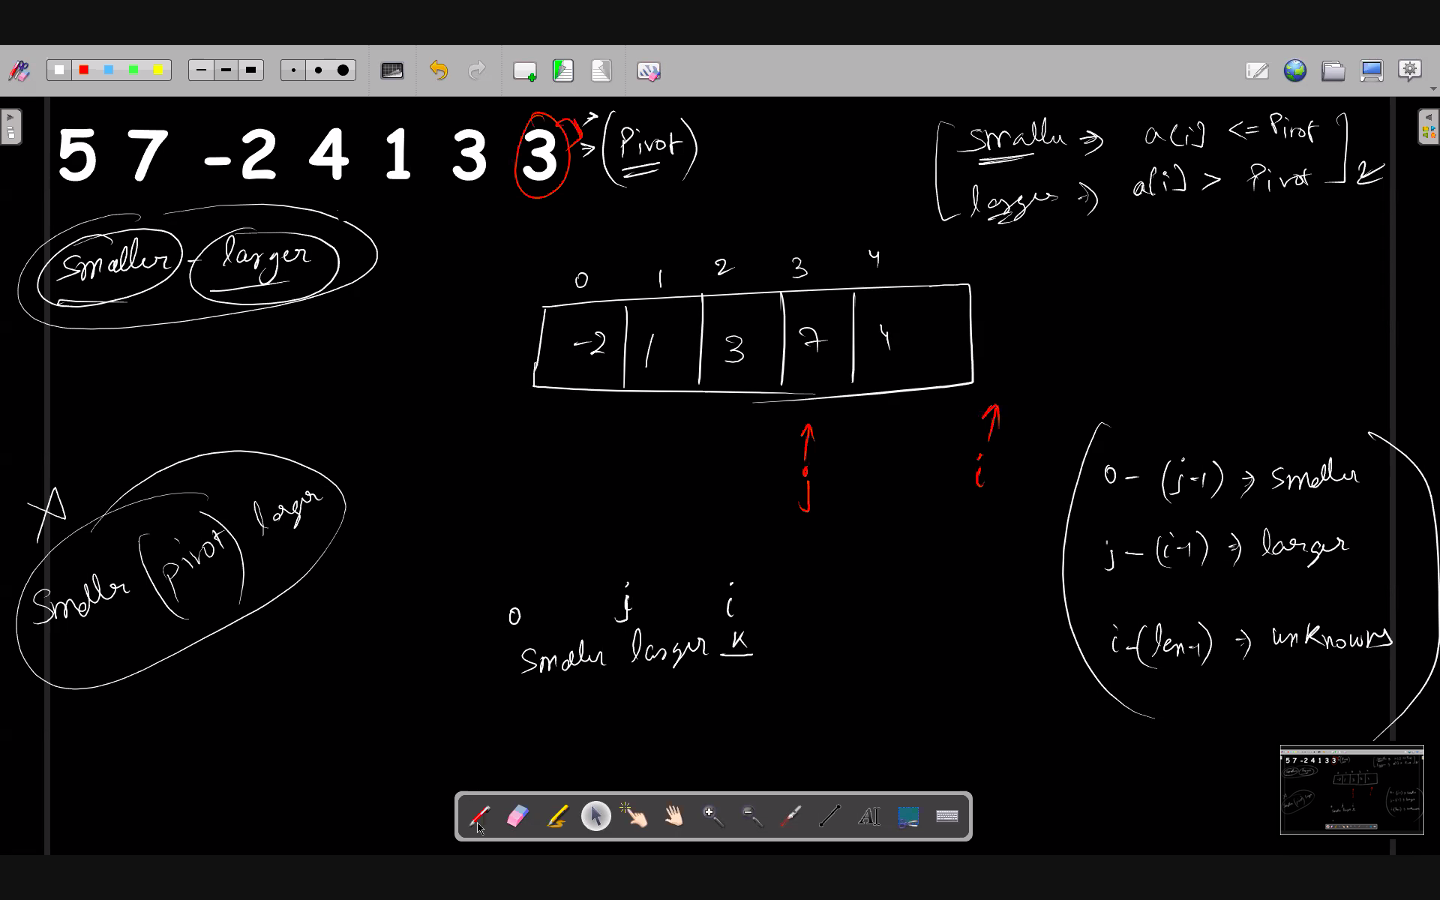 5 7 -2 4 1 3 3 (Pivot)
smaller => a[i] <= Pivot
larger => a[i] > Pivot
smaller - larger
0 1 2 3 4
-2 1 3 7 4
j i
0 - (j-1) => smaller
j - (i-1) => larger
i - (len-1) => unknowns
smaller (pivot) larger
0 j i
smaller larger k